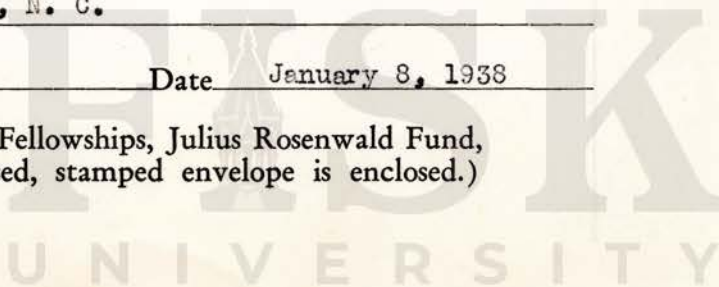 , N. C.
Date January 8, 1938
Fellowships, Julius Rosenwald Fund,
ed, stamped envelope is enclosed.)
FISK
UNIVERSITY